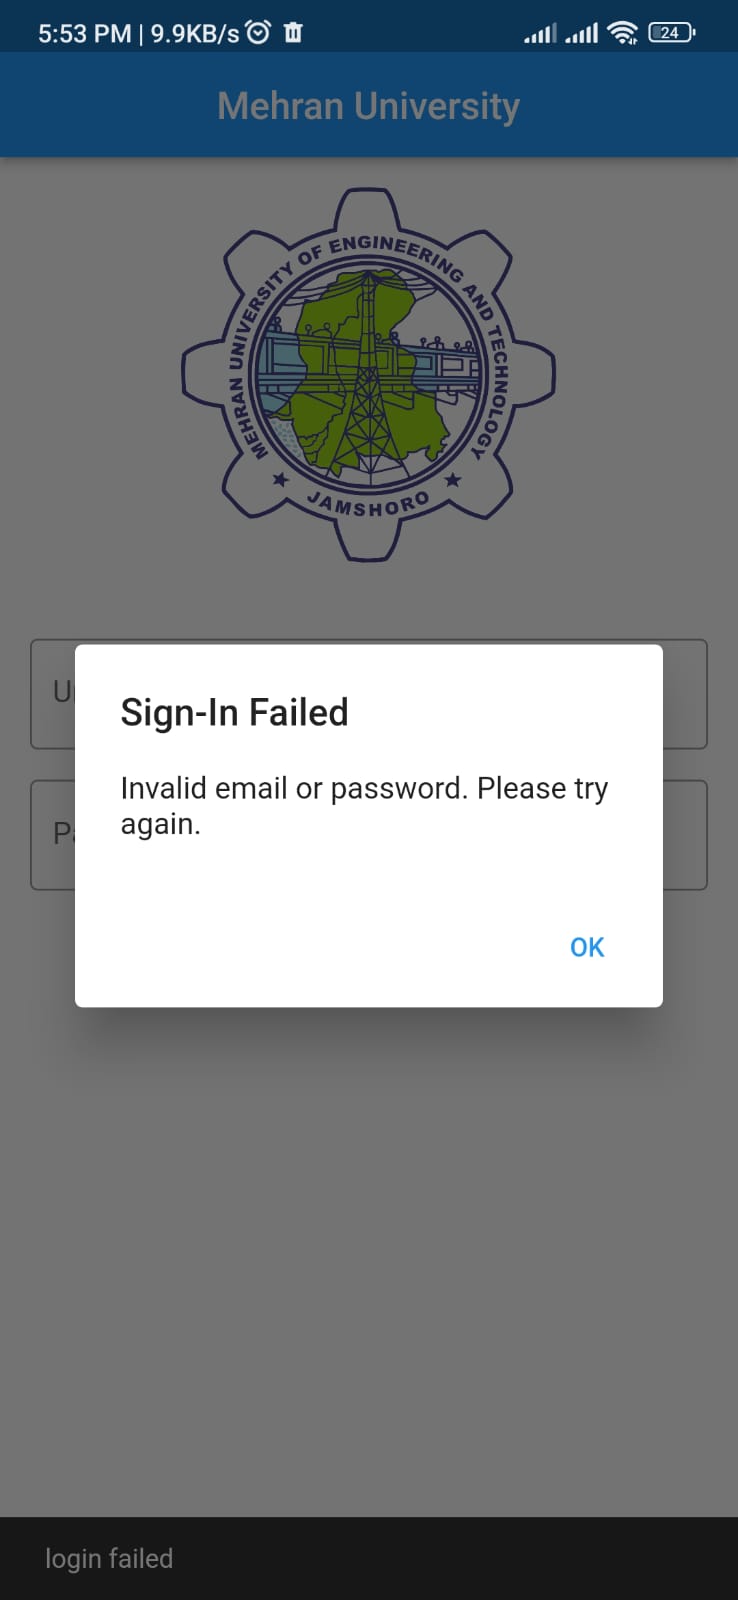 5:53 PM | 9.9KB/s
24
Mehran University
MEHRAN UNIVERSITY OF ENGINEERING AND TECHNOLOGY
JAMSHORO
Sign-In Failed
Invalid email or password. Please try
again.
OK
login failed